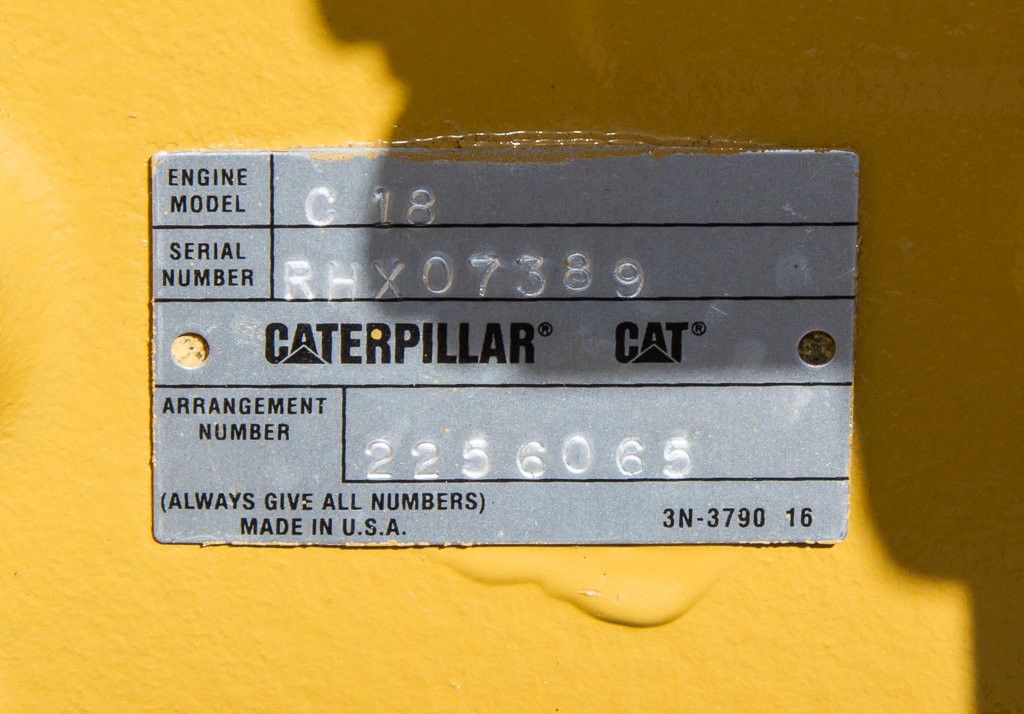 ENGINE MODEL C 18
SERIAL NUMBER RHX07389
CATERPILLAR® CAT®
ARRANGEMENT NUMBER 2256065
(ALWAYS GIVE ALL NUMBERS)
MADE IN U.S.A. 3N-3790 16